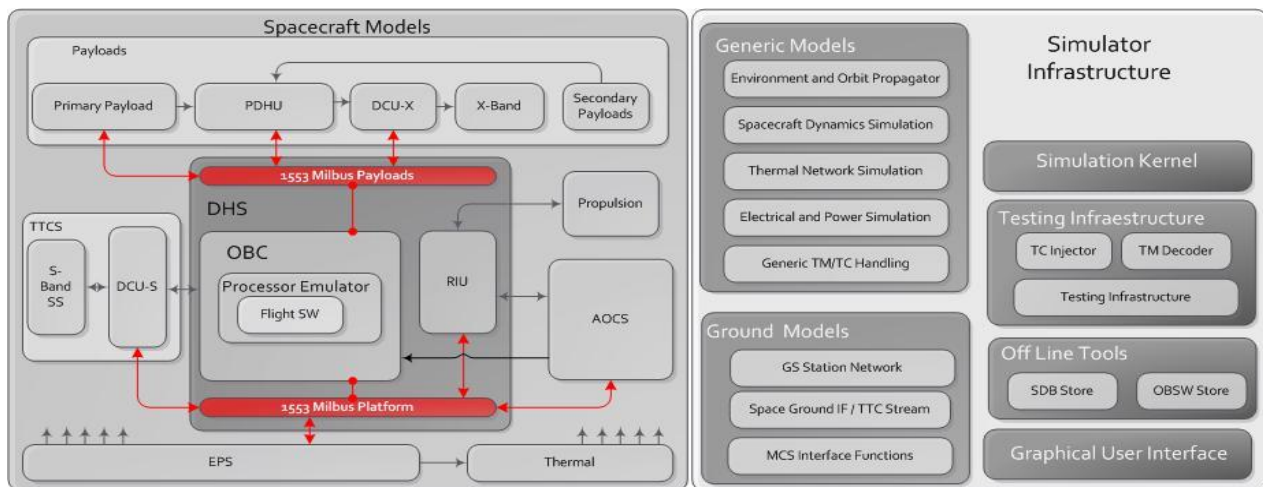 Spacecraft Models
Payloads
Primary Payload
PDHU
DCU-X
X-Band
Secondary
Payloads
1553 Milbus Payloads
DHS
Propulsion
TTCS
S-
Band
SS
DCU-S
OBC
Processor Emulator
Flight SW
RIU
AOCS
1553 Milbus Platform
EPS
Thermal
Generic Models
Environment and Orbit Propagator
Spacecraft Dynamics Simulation
Thermal Network Simulation
Electrical and Power Simulation
Generic TM/TC Handling
Ground Models
GS Station Network
Space Ground IF / TTC Stream
MCS Interface Functions
Simulator
Infrastructure
Simulation Kernel
Testing Infraestructure
TC Injector
TM Decoder
Testing Infrastructure
Off Line Tools
SDB Store
OBSW Store
Graphical User Interface